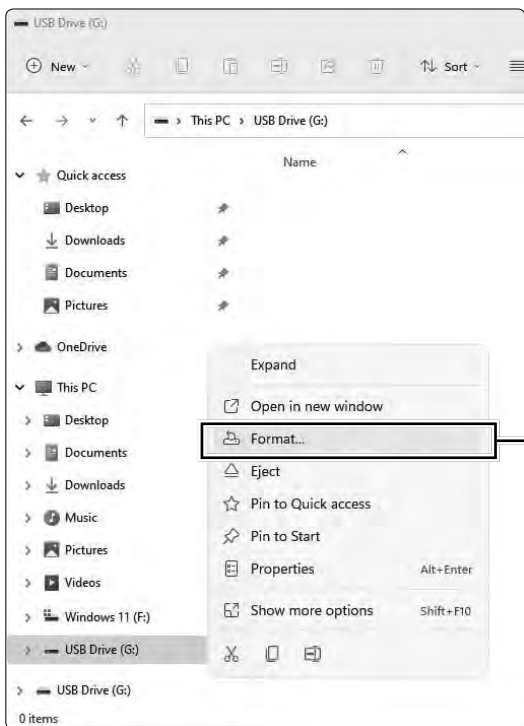 USB Drive (G:)
New
Sort
This PC > USB Drive (G:)
Name
Quick access
Desktop
Downloads
Documents
Pictures
OneDrive
This PC
Desktop
Documents
Downloads
Music
Pictures
Videos
Windows 11 (F:)
USB Drive (G:)
USB Drive (G:)
0 items
Expand
Open in new window
Format...
Eject
Pin to Quick access
Pin to Start
Properties Alt+Enter
Show more options Shift+F10